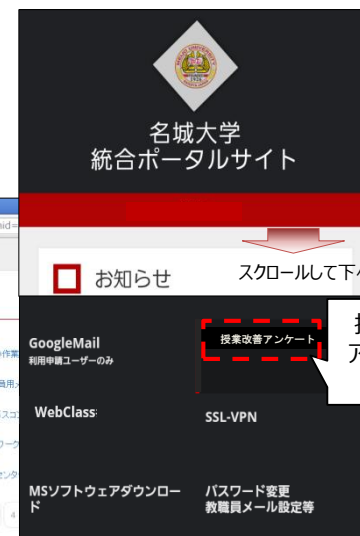 名城大学
統合ポータルサイト
お知らせ
スクロールして下へ
GoogleMail
利用申請ユーザーのみ
授業改善アンケート
WebClass
SSL-VPN
MSソフトウェアダウンロー
ド
パスワード変更
教職員メール設定等
4